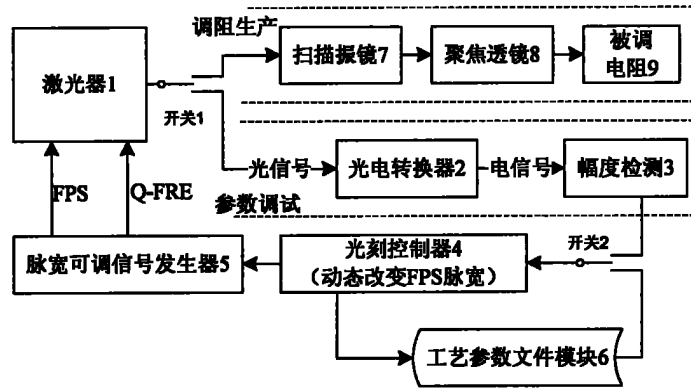 调阻生产
激光器1
扫描振镜7
聚焦透镜8
被调
电阻9
开关1
光信号
光电转换器2
电信号
幅度检测3
FPS
Q-FRE
参数调试
脉宽可调信号发生器5
光刻控制器4
（动态改变FPS脉宽）
开关2
工艺参数文件模块6